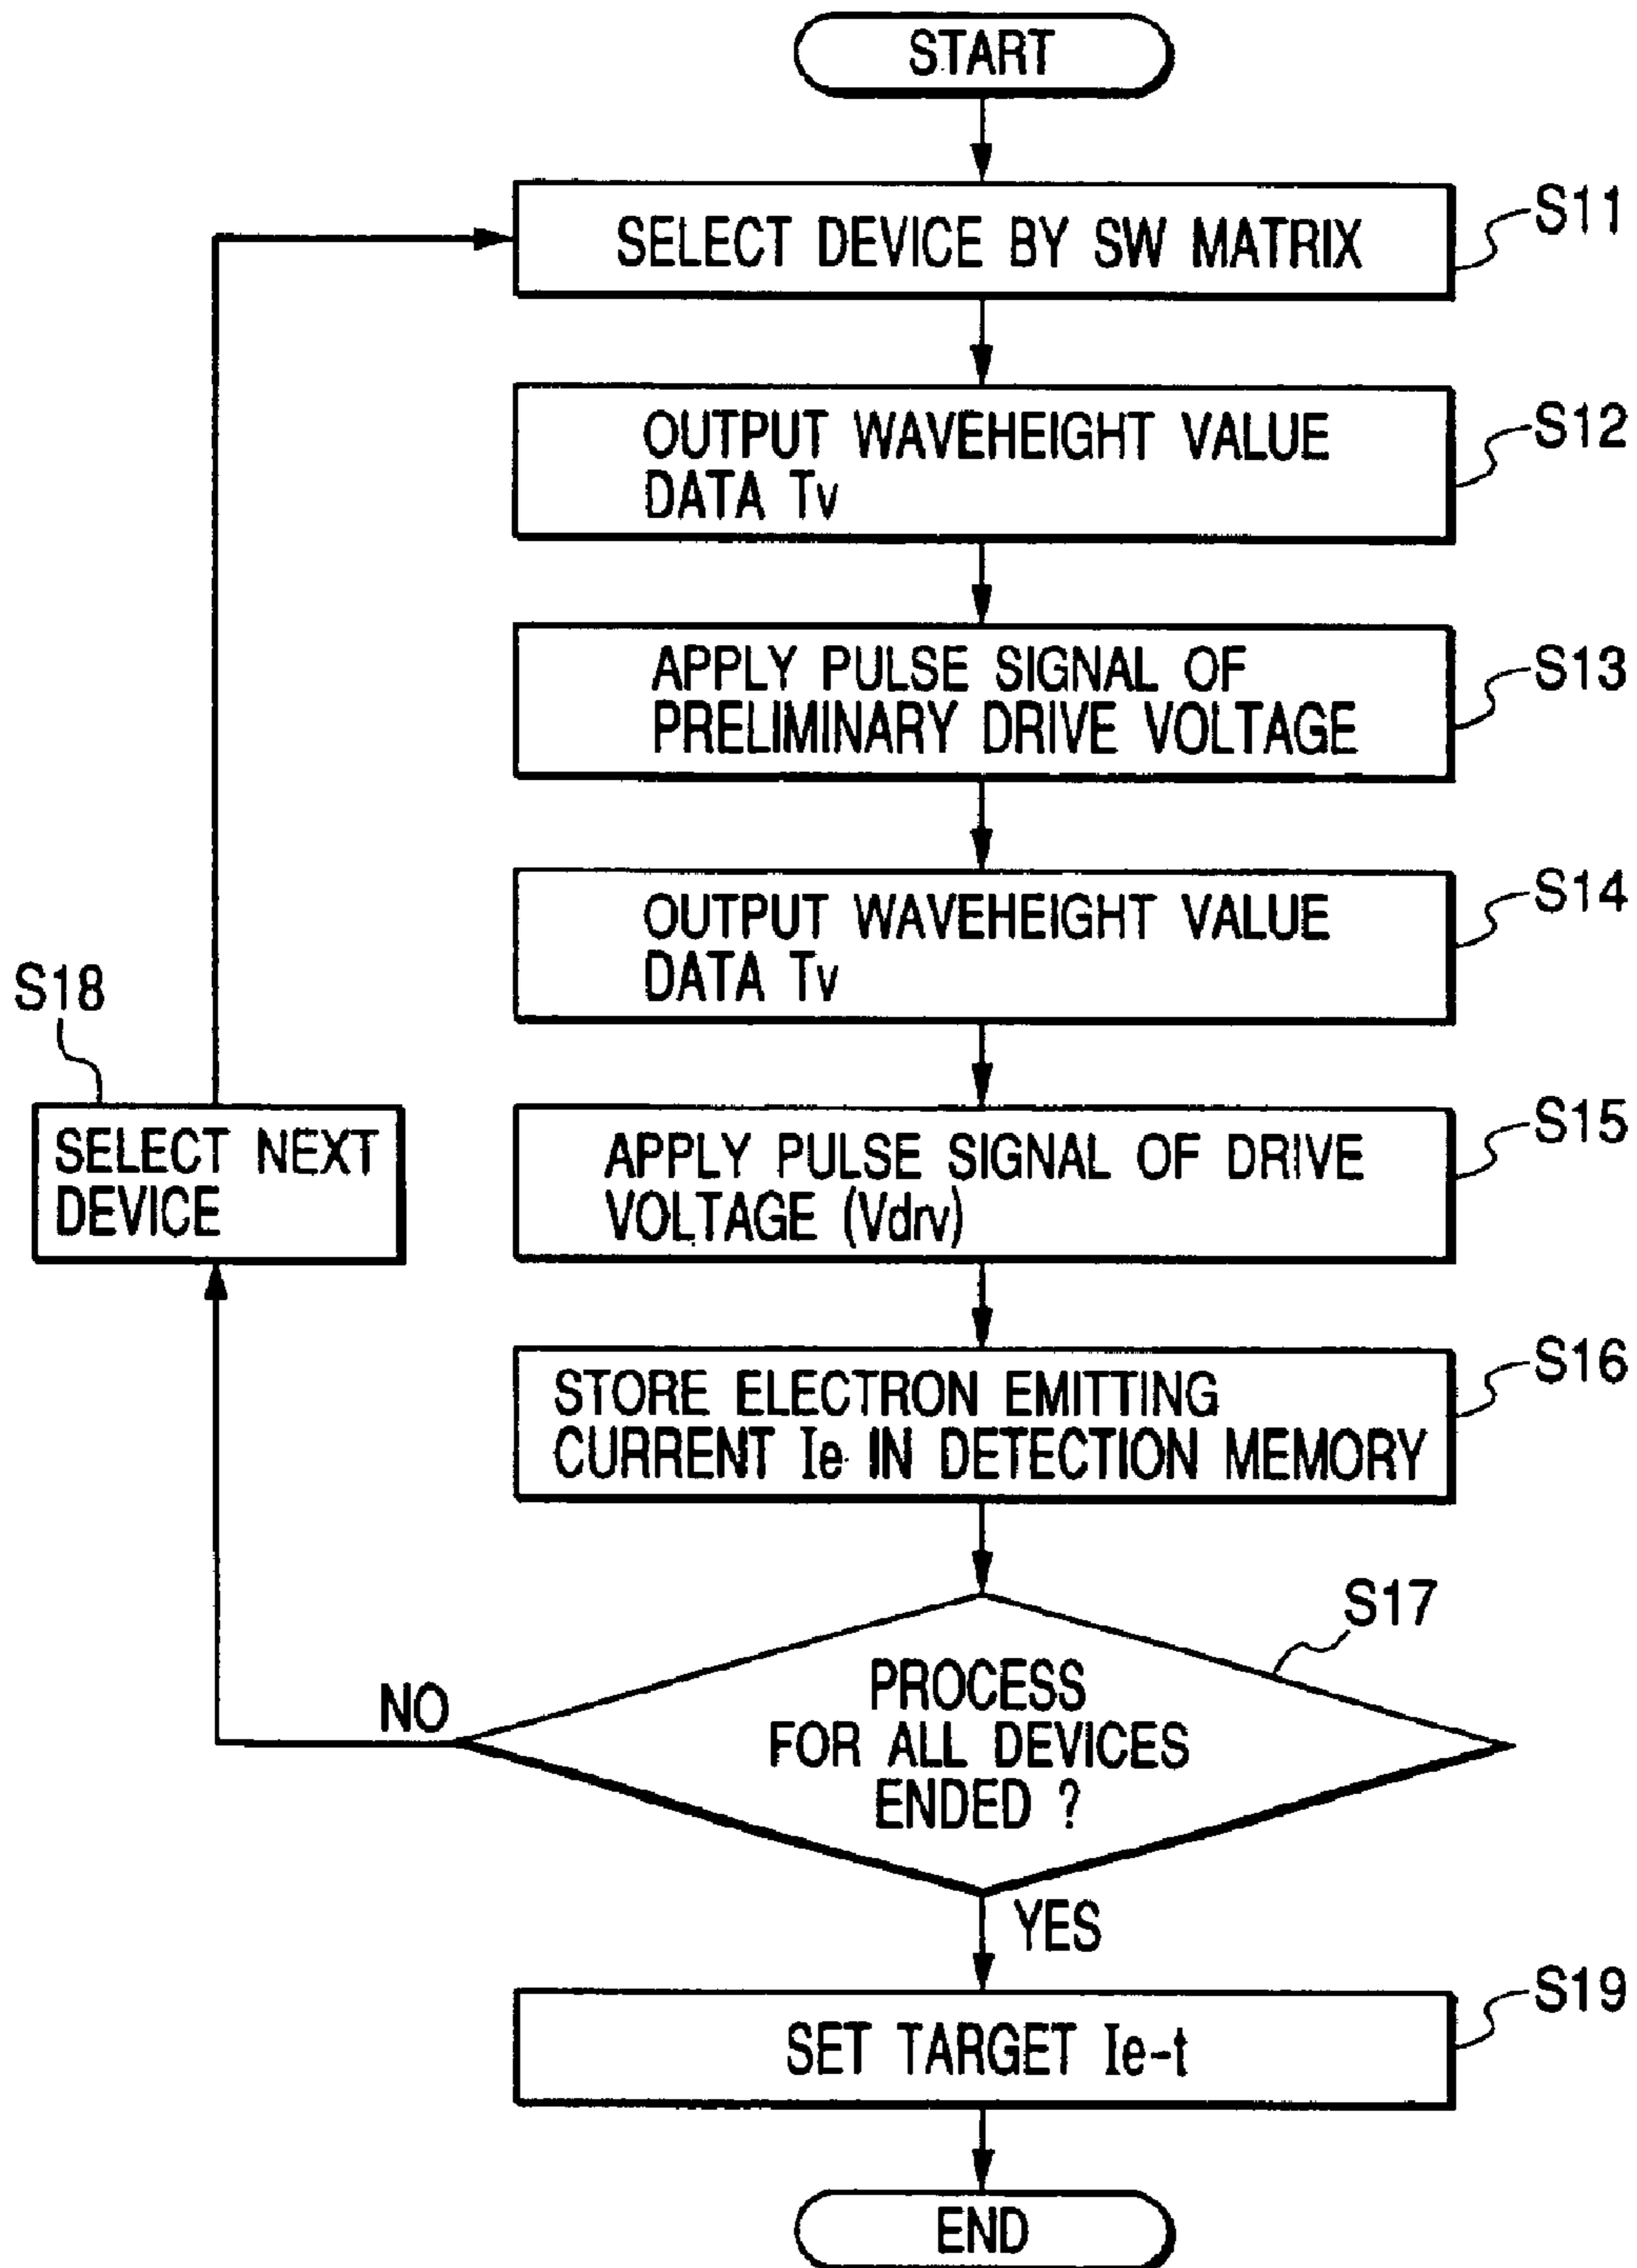 START
SELECT DEVICE BY SW MATRIX
S11
OUTPUT WAVEHEIGHT VALUE
DATA Tv
S12
APPLY PULSE SIGNAL OF
PRELIMINARY DRIVE VOLTAGE
S13
OUTPUT WAVEHEIGHT VALUE
DATA Tv
S14
S18
SELECT NEXT
DEVICE
APPLY PULSE SIGNAL OF DRIVE
VOLTAGE (Vdrv)
S15
STORE ELECTRON EMITTING
CURRENT Ie IN DETECTION MEMORY
S16
S17
PROCESS
FOR ALL DEVICES
ENDED ?
NO
YES
SET TARGET Ie-t
S19
END